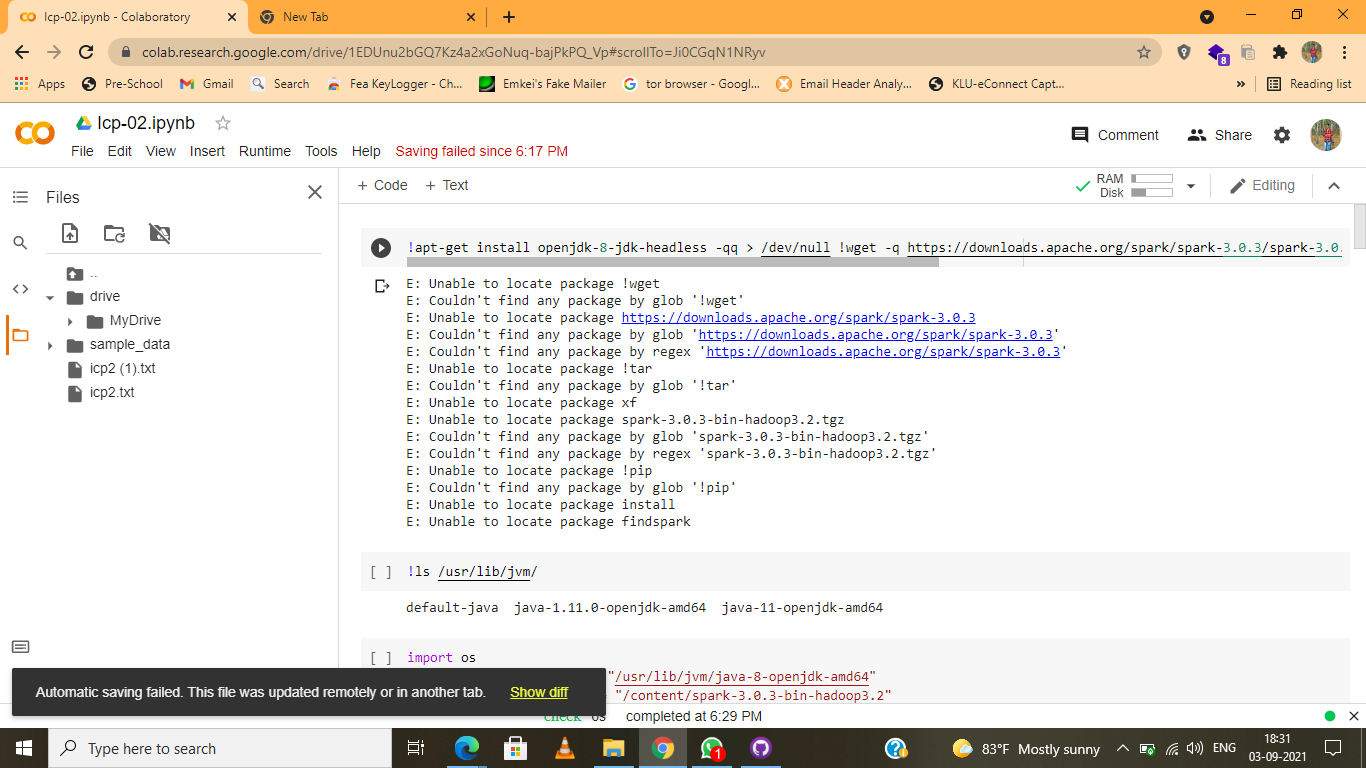 lcp-02.ipynb - Colaboratory
New Tab
colab.research.google.com/drive/1EDUnu2bGQ7Kz4a2xGoNuq-bajPkPQ_Vp#scrollTo=Ji0CGqN1NRyv
8
Apps Pre-School Gmail Search Fea KeyLogger - Ch... Emkei's Fake Mailer tor browser - Googl... Email Header Analy... KLU-eConnect Capt... » Reading list
lcp-02.ipynb
Comment Share
File Edit View Insert Runtime Tools Help Saving failed since 6:17 PM
Files
+ Code + Text
RAM
Disk
Editing
!apt-get install openjdk-8-jdk-headless -qq > /dev/null !wget -q https://downloads.apache.org/spark/spark-3.0.3/spark-3.0.
..
drive
MyDrive
sample_data
icp2 (1).txt
icp2.txt
E: Unable to locate package !wget
E: Couldn't find any package by glob '!wget'
E: Unable to locate package https://downloads.apache.org/spark/spark-3.0.3
E: Couldn't find any package by glob 'https://downloads.apache.org/spark/spark-3.0.3'
E: Couldn't find any package by regex 'https://downloads.apache.org/spark/spark-3.0.3'
E: Unable to locate package !tar
E: Couldn't find any package by glob '!tar'
E: Unable to locate package xf
E: Unable to locate package spark-3.0.3-bin-hadoop3.2.tgz
E: Couldn't find any package by glob 'spark-3.0.3-bin-hadoop3.2.tgz'
E: Couldn't find any package by regex 'spark-3.0.3-bin-hadoop3.2.tgz'
E: Unable to locate package !pip
E: Couldn't find any package by glob '!pip'
E: Unable to locate package install
E: Unable to locate package findspark
[ ] !ls /usr/lib/jvm/
default-java java-1.11.0-openjdk-amd64 java-11-openjdk-amd64
[ ] import os
"/usr/lib/jvm/java-8-openjdk-amd64"
"/content/spark-3.0.3-bin-hadoop3.2"
Automatic saving failed. This file was updated remotely or in another tab. Show diff
check 0s completed at 6:29 PM
Type here to search
1
83°F Mostly sunny
ENG
18:31
03-09-2021